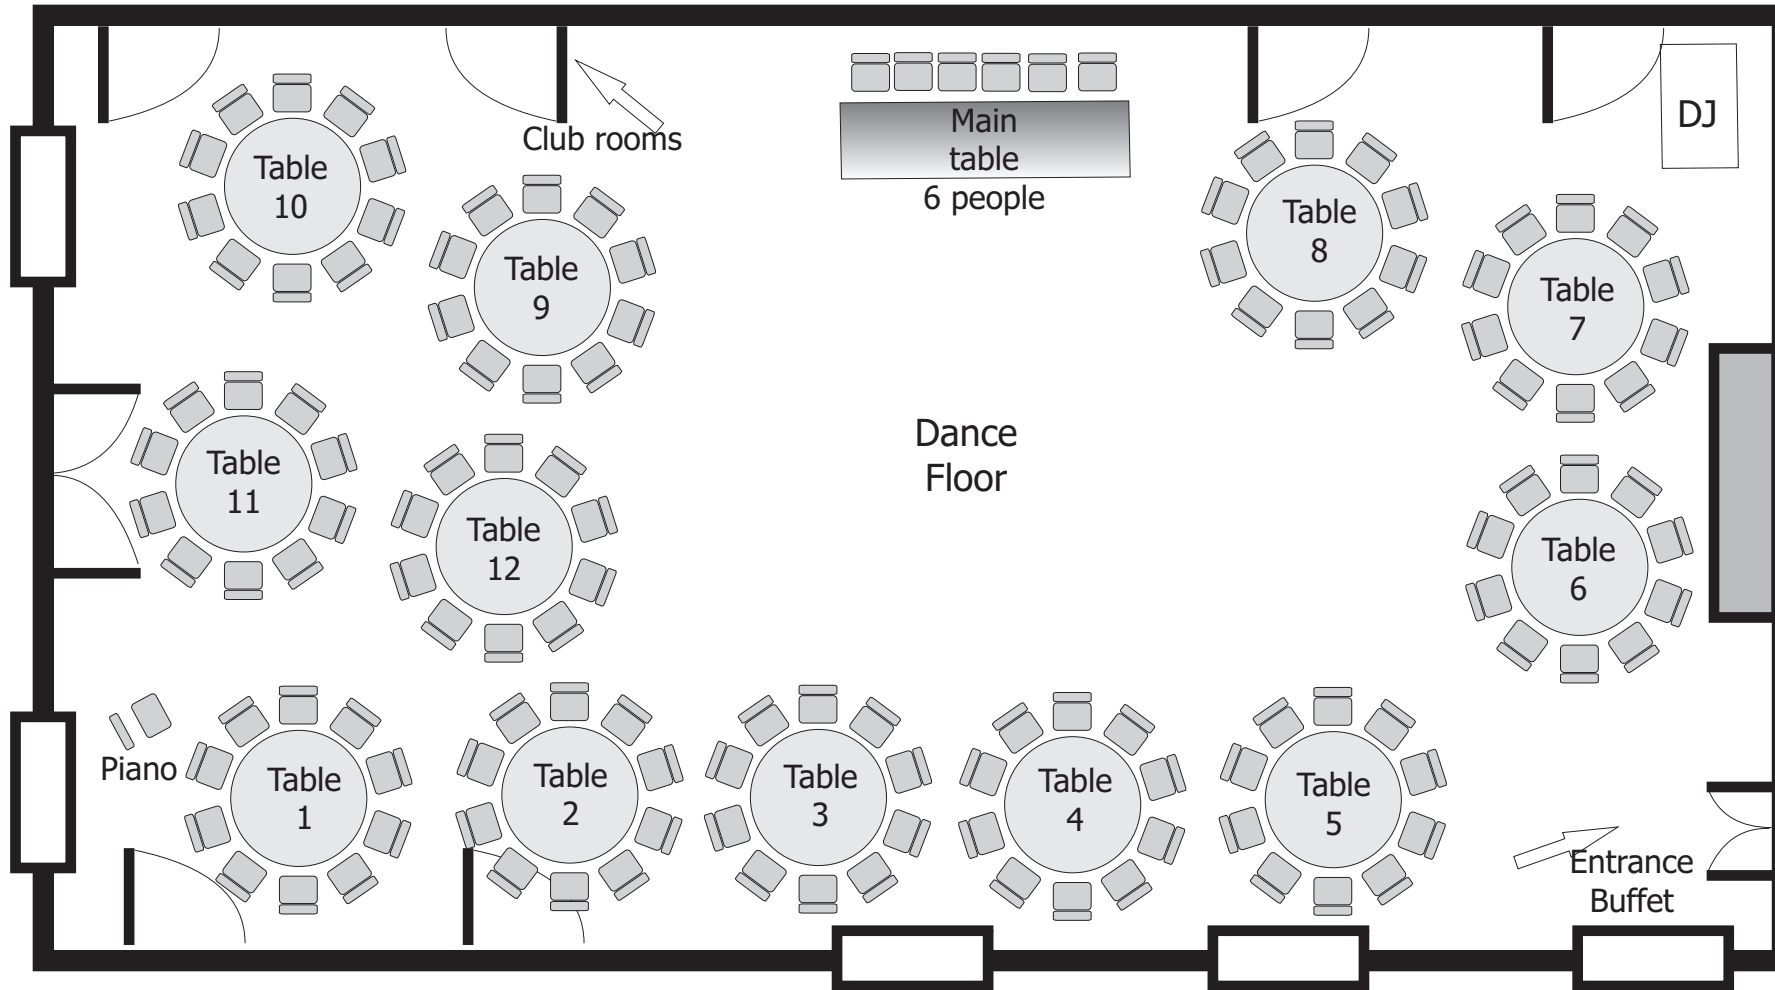 DJ
Main
table
6 people
Club rooms
Table
10
Table
9
Table
8
Table
7
Dance
Floor
Table
11
Table
12
Table
6
Piano
Table
1
Table
2
Table
3
Table
4
Table
5
Entrance
Buffet